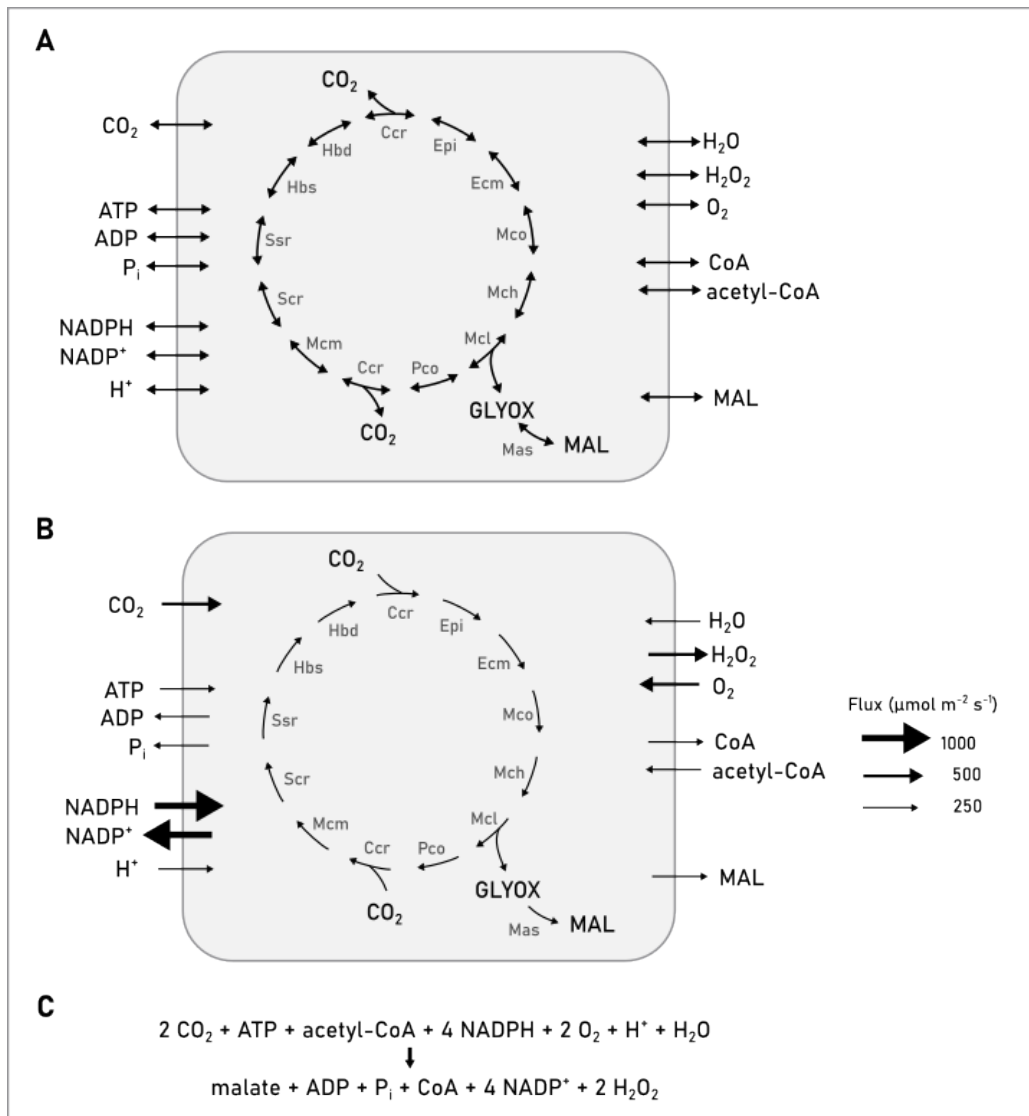 A
CO₂
CO₂
Ccr
Hbd
Epi
H₂O
Hbs
Ecm
H₂O₂
ATP
O₂
ADP
Ssr
Mco
Pᵢ
CoA
acetyl-CoA
Scr
Mch
NADPH
Mcm
Mcl
NADP⁺
Ccr
Pco
H⁺
MAL
GLYOX
CO₂
Mas
MAL
B
CO₂
CO₂
Ccr
Hbd
Epi
H₂O
Hbs
Ecm
H₂O₂
ATP
O₂
ADP
Ssr
Mco
Pᵢ
CoA
acetyl-CoA
Scr
Mch
NADPH
Mcm
Mcl
NADP⁺
Ccr
Pco
H⁺
MAL
GLYOX
CO₂
Mas
MAL
Flux (µmol m⁻² s⁻¹)
1000
500
250
C
2 CO₂ + ATP + acetyl-CoA + 4 NADPH + 2 O₂ + H⁺ + H₂O
malate + ADP + Pᵢ + CoA + 4 NADP⁺ + 2 H₂O₂